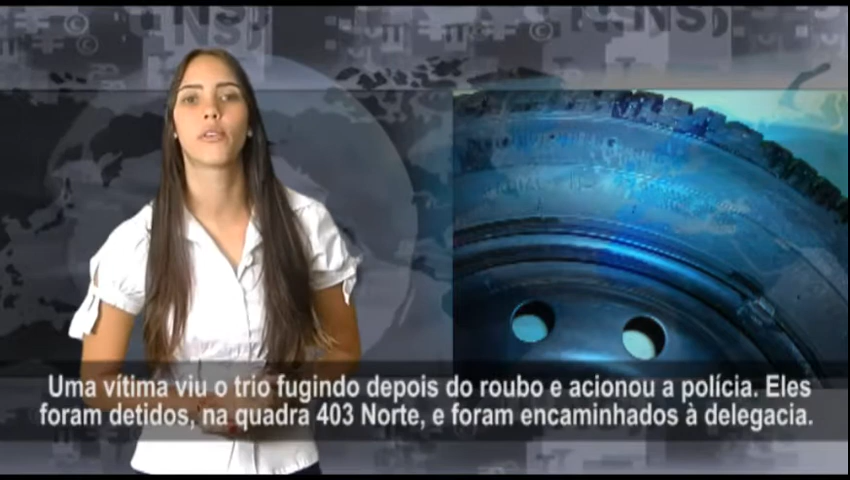 Uma vítima viu o trio fugindo depois do roubo e acionou a polícia. Eles
foram detidos, na quadra 403 Norte, e foram encaminhados à delegacia.